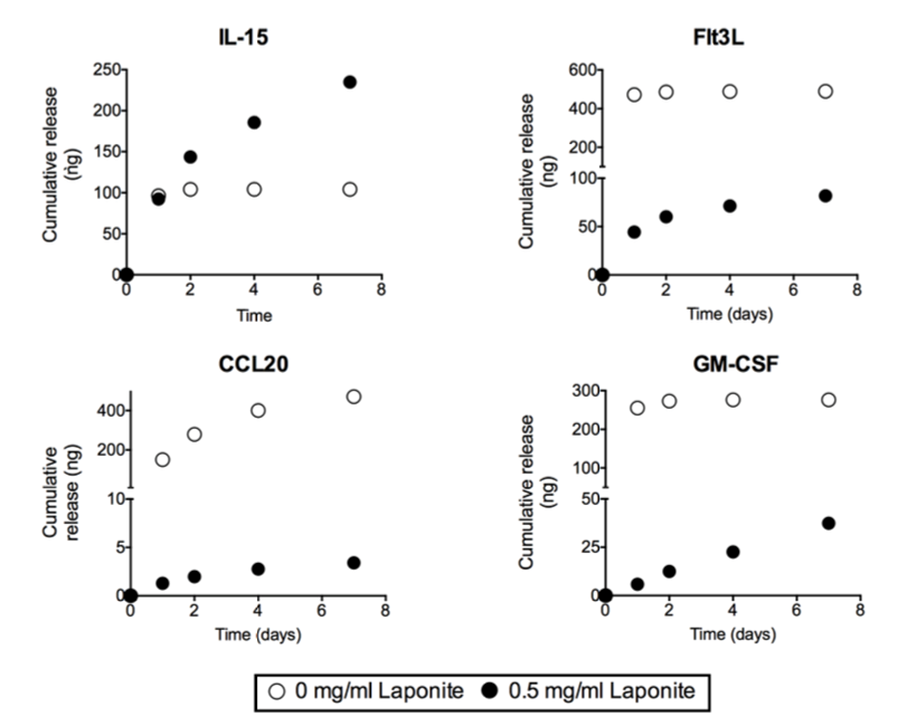 IL-15
250
200
150
100
50
0
Cumulative release
(ng)
0 2 4 6 8
Time
Flt3L
600
400
200
100
50
0
Cumulative release
(ng)
0 2 4 6 8
Time (days)
CCL20
400
200
10
5
0
Cumulative
release (ng)
0 2 4 6 8
Time (days)
GM-CSF
300
200
100
50
25
0
Cumulative release
(ng)
0 2 4 6 8
Time (days)
0 mg/ml Laponite 0.5 mg/ml Laponite